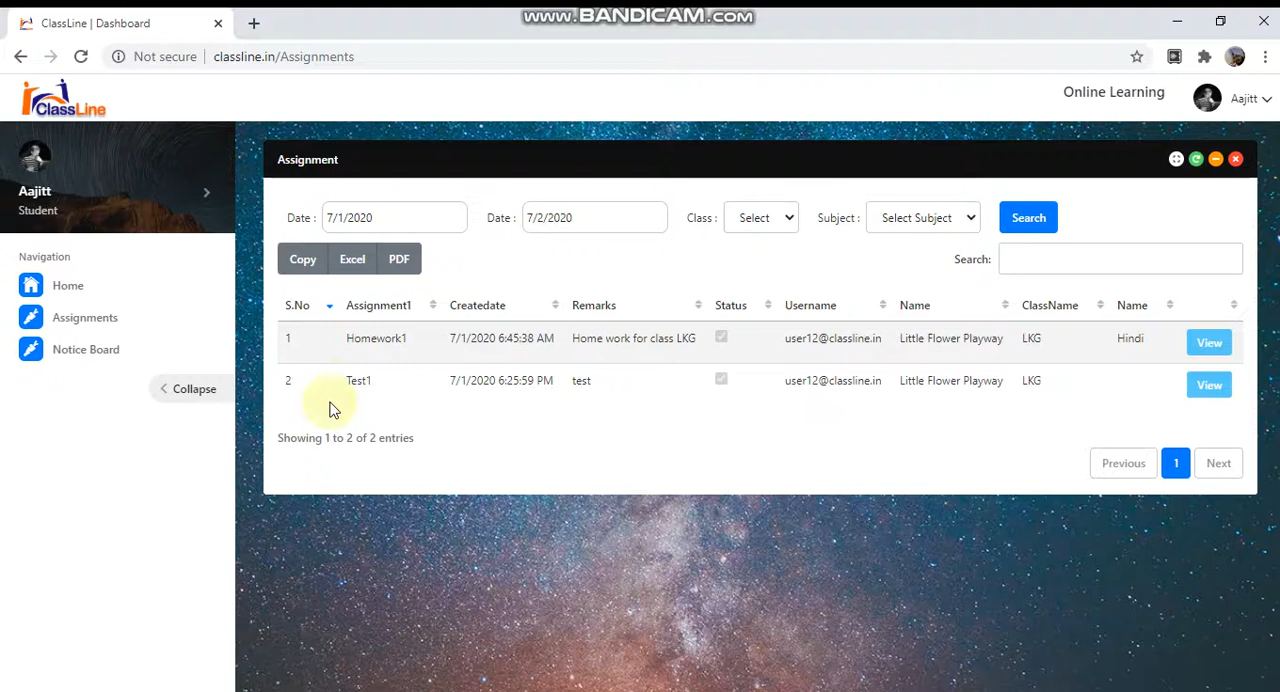 www.BANDICAM.com
ClassLine | Dashboard
Not secure classline.in/Assignments
ClassLine
Online Learning
Aajitt
Aajitt
Student
Navigation
Home
Assignments
Notice Board
Collapse
Assignment
Date : 7/1/2020 Date : 7/2/2020 Class : Select Subject : Select Subject Search
Copy Excel PDF Search:
S.No Assignment1 Createdate Remarks Status Username Name ClassName Name
1 Homework1 7/1/2020 6:45:38 AM Home work for class LKG user12@classline.in Little Flower Playway LKG Hindi View
2 Test1 7/1/2020 6:25:59 PM test user12@classline.in Little Flower Playway LKG View
Showing 1 to 2 of 2 entries
Previous 1 Next